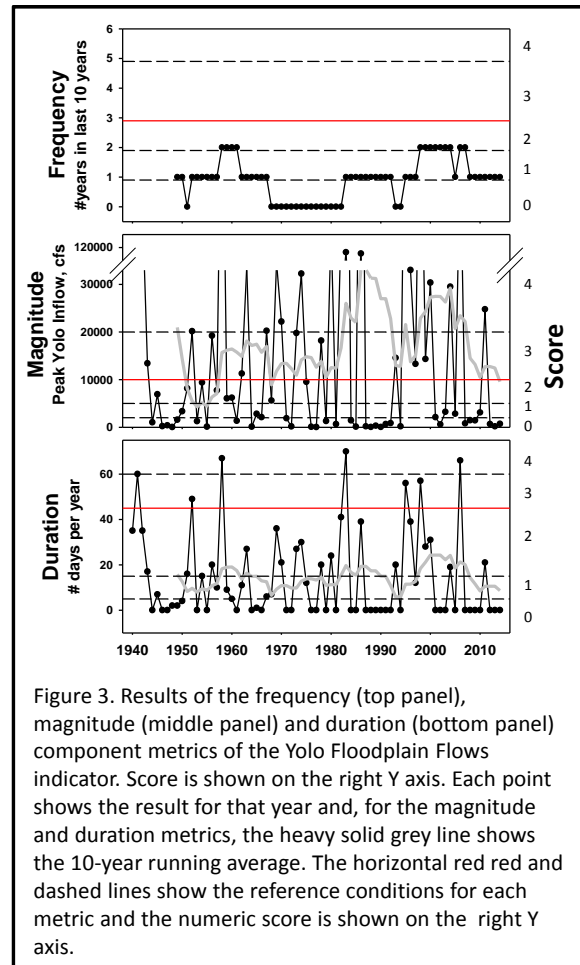 6
5
4
3
2
1
0
Frequency
#years in last 10 years
4
3
2
1
0
120000
30000
20000
10000
0
Magnitude
Peak Yolo Inflow, cfs
4
3
2
1
0
Score
60
40
20
0
Duration
# days per year
4
3
2
1
0
1940 1950 1960 1970 1980 1990 2000 2010
Figure 3. Results of the frequency (top panel),
magnitude (middle panel) and duration (bottom panel)
component metrics of the Yolo Floodplain Flows
indicator. Score is shown on the right Y axis. Each point
shows the result for that year and, for the magnitude
and duration metrics, the heavy solid grey line shows
the 10-year running average. The horizontal red red and
dashed lines show the reference conditions for each
metric and the numeric score is shown on the right Y
axis.